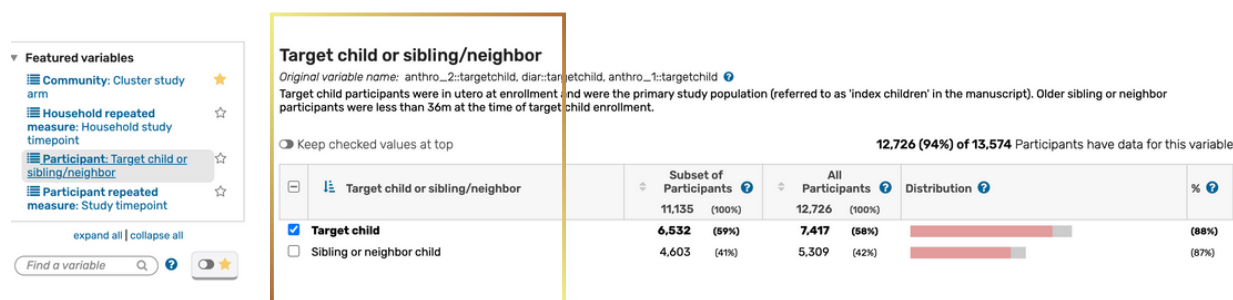 Featured variables
Community: Cluster study
arm
Household repeated
measure: Household study
timepoint
Participant: Target child or
sibling/neighbor
Participant repeated
measure: Study timepoint
expand all | collapse all
Find a variable
Target child or sibling/neighbor
Original variable name: anthro_2::targetchild, diar::targetchild, anthro_1::targetchild ?
Target child participants were in utero at enrollment and were the primary study population (referred to as 'index children' in the manuscript). Older sibling or neighbor
participants were less than 36m at the time of target child enrollment.
Keep checked values at top
12,726 (94%) of 13,574 Participants have data for this variable
Target child or sibling/neighbor
Subset of
Participants ?
All
Participants ?
Distribution ?
% ?
11,135 (100%) 12,726 (100%)
Target child 6,532 (59%) 7,417 (58%) (88%)
Sibling or neighbor child 4,603 (41%) 5,309 (42%) (87%)